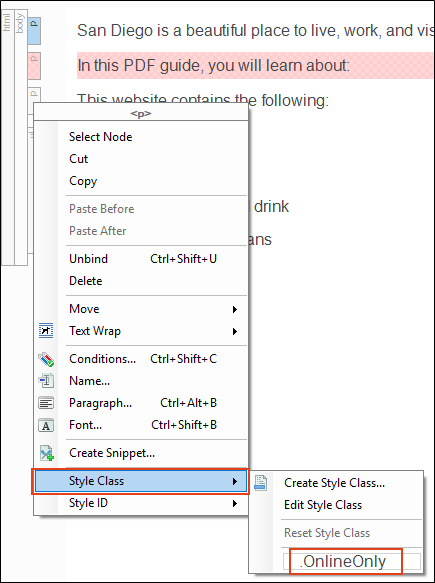 html
body
p
p
p
San Diego is a beautiful place to live, work, and vis
In this PDF guide, you will learn about:
This website contains the following:
drink
ans
<p>
Select Node
Cut
Copy
Paste Before
Paste After
Unbind Ctrl+Shift+U
Delete
Move
Text Wrap
Conditions... Ctrl+Shift+C
Name...
Paragraph... Ctrl+Alt+B
Font... Ctrl+Shift+B
Create Snippet...
Style Class
Style ID
Create Style Class...
Edit Style Class
Reset Style Class
.OnlineOnly